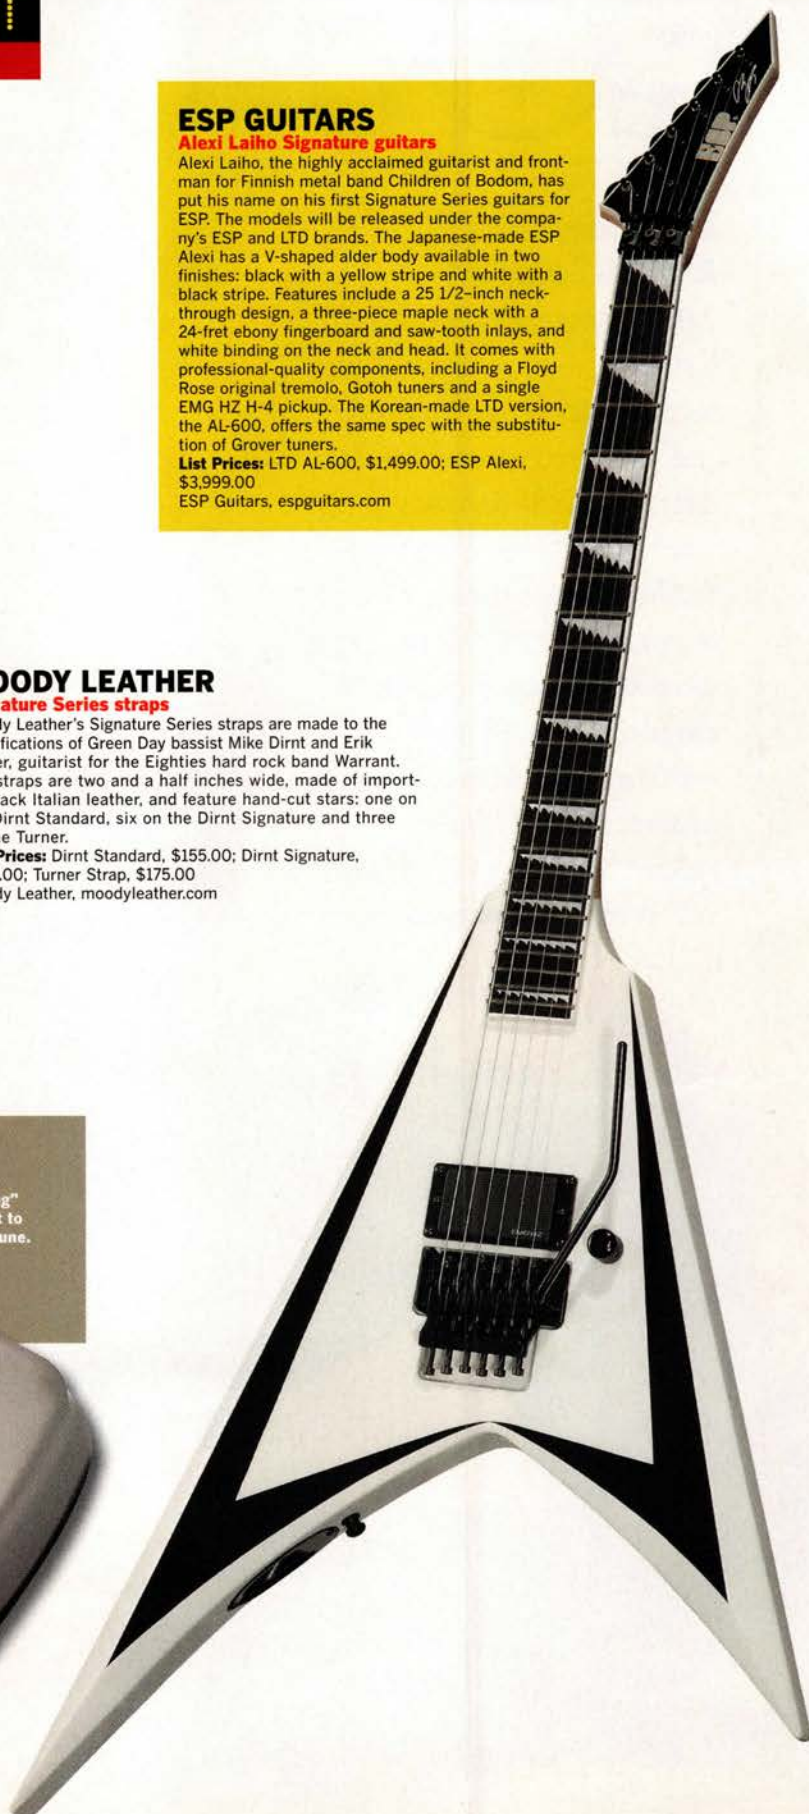 ESP GUITARS
Alexi Laiho Signature guitars
Alexi Laiho, the highly acclaimed guitarist and front-
man for Finnish metal band Children of Bodom, has
put his name on his first Signature Series guitars for
ESP. The models will be released under the compa-
ny's ESP and LTD brands. The Japanese-made ESP
Alexi has a V-shaped alder body available in two
finishes: black with a yellow stripe and white with a
black stripe. Features include a 25 1/2–inch neck-
through design, a three-piece maple neck with a
24-fret ebony fingerboard and saw-tooth inlays, and
white binding on the neck and head. It comes with
professional-quality components, including a Floyd
Rose original tremolo, Gotoh tuners and a single
EMG HZ H-4 pickup. The Korean-made LTD version,
the AL-600, offers the same spec with the substitu-
tion of Grover tuners.
List Prices: LTD AL-600, $1,499.00; ESP Alexi,
$3,999.00
ESP Guitars, espguitars.com
ESP
OODY LEATHER
ature Series straps
ly Leather's Signature Series straps are made to the
fications of Green Day bassist Mike Dirnt and Erik
er, guitarist for the Eighties hard rock band Warrant.
straps are two and a half inches wide, made of import-
ack Italian leather, and feature hand-cut stars: one on
Dirnt Standard, six on the Dirnt Signature and three
e Turner.
Prices: Dirnt Standard, $155.00; Dirnt Signature,
.00; Turner Strap, $175.00
ly Leather, moodyleather.com
g"
t to
une.